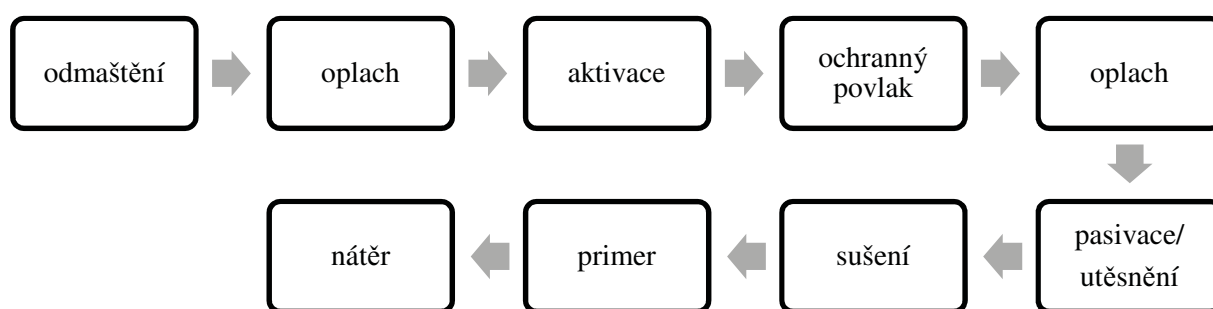 odmaštění
oplach
aktivace
ochranný
povlak
oplach
pasivace/
utěsnění
sušení
primer
nátěr